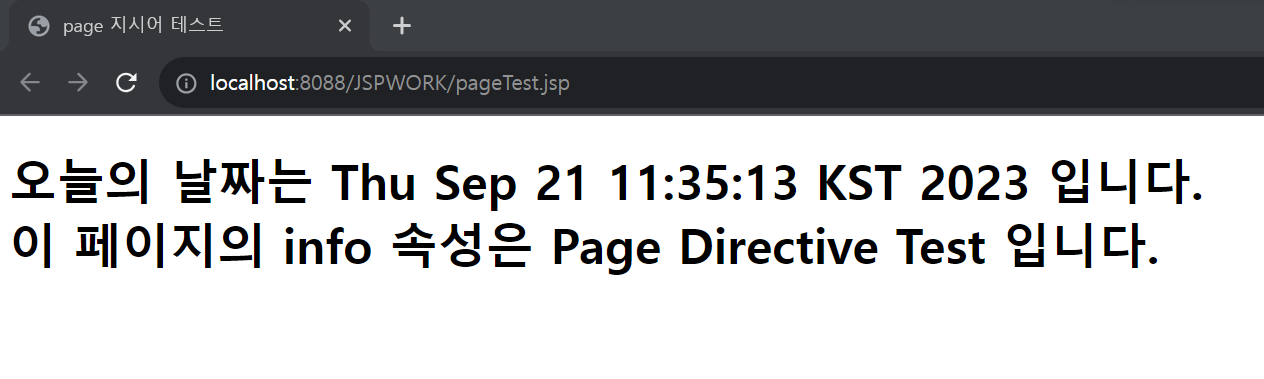 page 지시어 테스트
localhost:8088/JSPWORK/pageTest.jsp
오늘의 날짜는 Thu Sep 21 11:35:13 KST 2023 입니다.
이 페이지의 info 속성은 Page Directive Test 입니다.